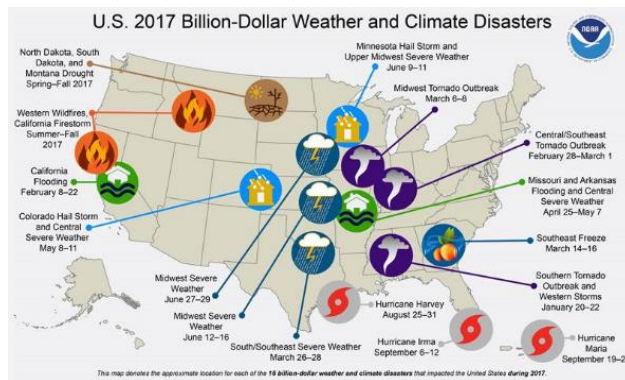 U.S. 2017 Billion-Dollar Weather and Climate Disasters
NOAA
North Dakota, South
Dakota, and
Montana Drought
Spring–Fall 2017
Minnesota Hail Storm and
Upper Midwest Severe Weather
June 9–11
Midwest Tornado Outbreak
March 6–8
Western Wildfires,
California Firestorm
Summer–Fall
2017
Central/Southeast
Tornado Outbreak
February 28–March 1
California
Flooding
February 8–22
Missouri and Arkansas
Flooding and Central
Severe Weather
April 25–May 7
Colorado Hail Storm
and Central
Severe Weather
May 8–11
Southeast Freeze
March 14–16
Midwest Severe
Weather
June 27–29
Southern Tornado
Outbreak and
Western Storms
January 20–22
Midwest Severe
Weather
June 12–16
Hurricane Harvey
August 25–31
South/Southeast Severe Weather
March 26–28
Hurricane Irma
September 6–12
Hurricane
Maria
September 19–2
This map denotes the approximate location for each of the 16 billion-dollar weather and climate disasters that impacted the United States during 2017.